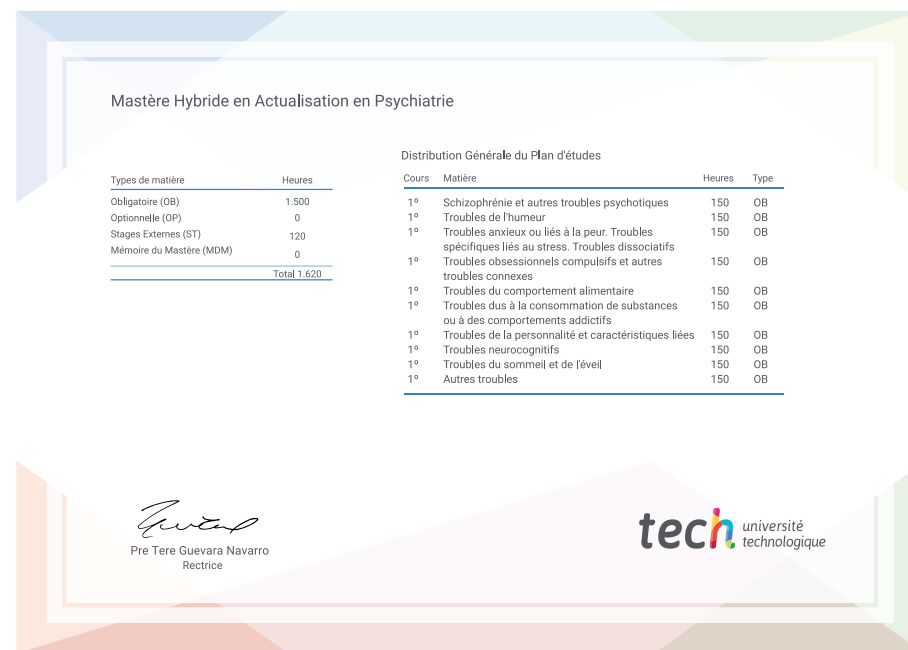 Mastère Hybride en Actualisation en Psychiatrie
Types de matière Heures
Obligatoire (OB) 1.500
Optionnelle (OP) 0
Stages Externes (ST) 120
Mémoire du Mastère (MDM) 0
Total 1.620
Distribution Générale du Plan d'études
Cours Matière Heures Type
1º Schizophrénie et autres troubles psychotiques 150 OB
1º Troubles de l'humeur 150 OB
1º Troubles anxieux ou liés à la peur. Troubles 150 OB
spécifiques liés au stress. Troubles dissociatifs
1º Troubles obsessionnels compulsifs et autres 150 OB
troubles connexes
1º Troubles du comportement alimentaire 150 OB
1º Troubles dus à la consommation de substances 150 OB
ou à des comportements addictifs
1º Troubles de la personnalité et caractéristiques liées 150 OB
1º Troubles neurocognitifs 150 OB
1º Troubles du sommeil et de l'éveil 150 OB
1º Autres troubles 150 OB
Pre Tere Guevara Navarro
Rectrice
tech université
technologique